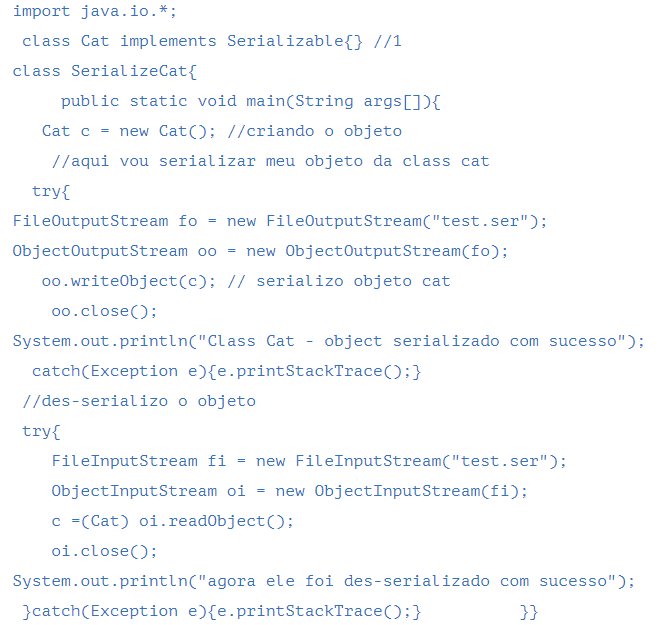 import java.io.*;
class Cat implements Serializable{} //1
class SerializeCat{
public static void main(String args[]){
Cat c = new Cat(); //criando o objeto
//aqui vou serializar meu objeto da class cat
try{
FileOutputStream fo = new FileOutputStream("test.ser");
ObjectOutputStream oo = new ObjectOutputStream(fo);
oo.writeObject(c); // serializo objeto cat
oo.close();
System.out.println("Class Cat - object serializado com sucesso");
catch(Exception e){e.printStackTrace();}
//des-serializo o objeto
try{
FileInputStream fi = new FileInputStream("test.ser");
ObjectInputStream oi = new ObjectInputStream(fi);
c =(Cat) oi.readObject();
oi.close();
System.out.println("agora ele foi des-serializado com sucesso");
}catch(Exception e){e.printStackTrace();} }}